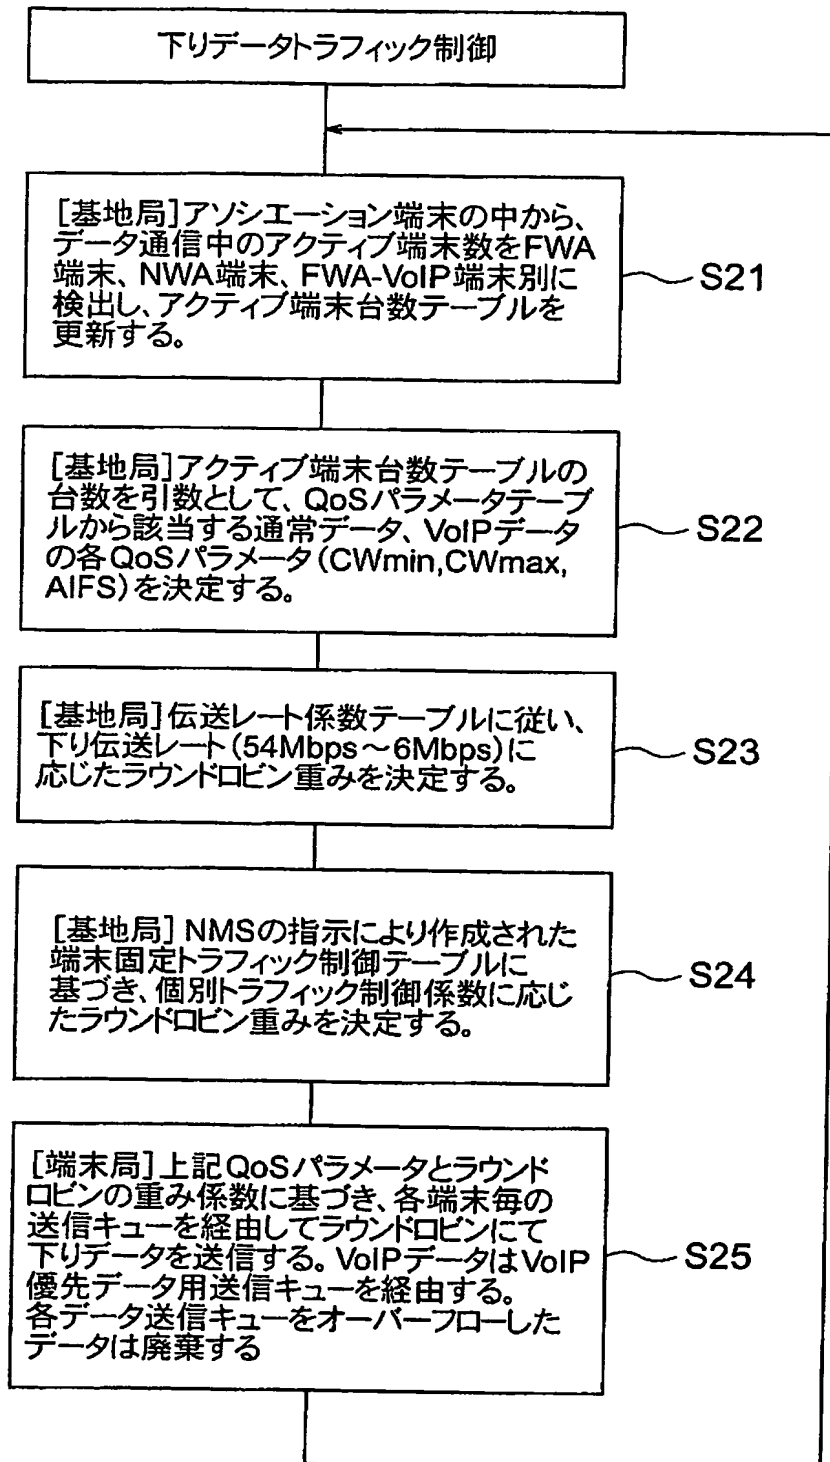 下りデータトラフィック制御
[基地局]アソシエーション端末の中から、
データ通信中のアクティブ端末数をFWA
端末、NWA端末、FWA-VoIP端末別に
検出し、アクティブ端末台数テーブルを
更新する。
S21
[基地局]アクティブ端末台数テーブルの
台数を引数として、QoSパラメータテーブ
ルから該当する通常データ、VoIPデータ
の各QoSパラメータ(CWmin,CWmax,
AIFS)を決定する。
S22
[基地局]伝送レート係数テーブルに従い、
下り伝送レート(54Mbps~6Mbps)に
応じたラウンドロビン重みを決定する。
S23
[基地局]NMSの指示により作成された
端末固定トラフィック制御テーブルに
基づき、個別トラフィック制御係数に応じ
たラウンドロビン重みを決定する。
S24
[端末局]上記QoSパラメータとラウンド
ロビンの重み係数に基づき、各端末毎の
送信キューを経由してラウンドロビンにて
下りデータを送信する。VoIPデータはVoIP
優先データ用送信キューを経由する。
各データ送信キューをオーバーフローした
データは廃棄する
S25